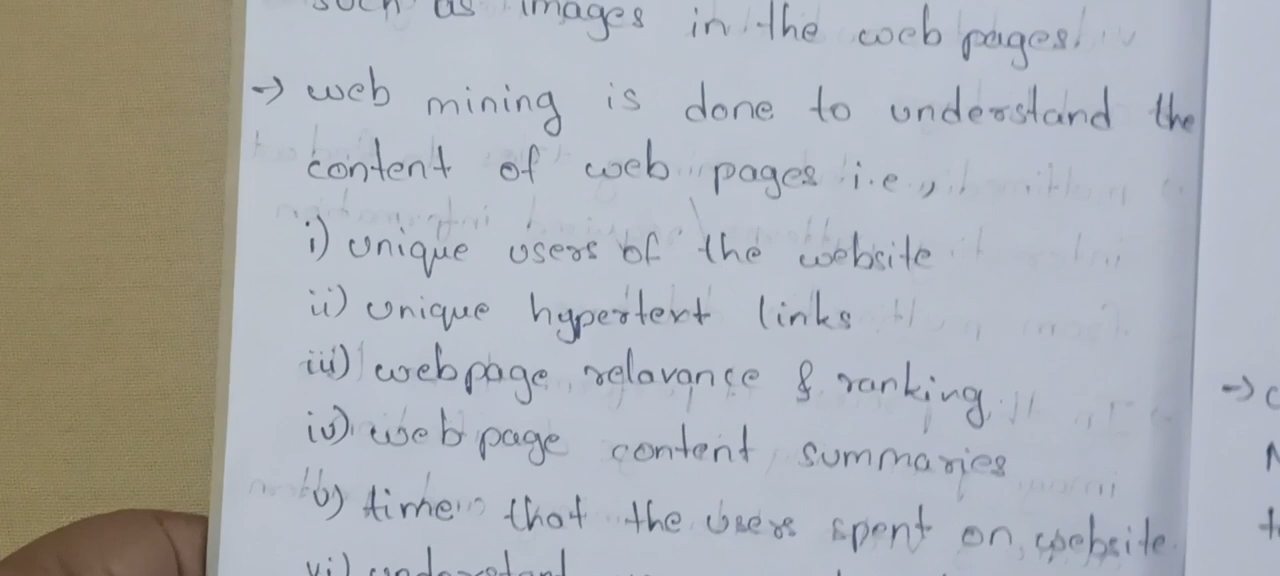 such as images in the web pages.
→ web mining is done to understand the
content of web pages i.e.,
i) unique users of the website
ii) unique hypertext links
iii) webpage relavance & ranking
iv) web page content summaries
v) time that the users spent on website
vi) understand
→